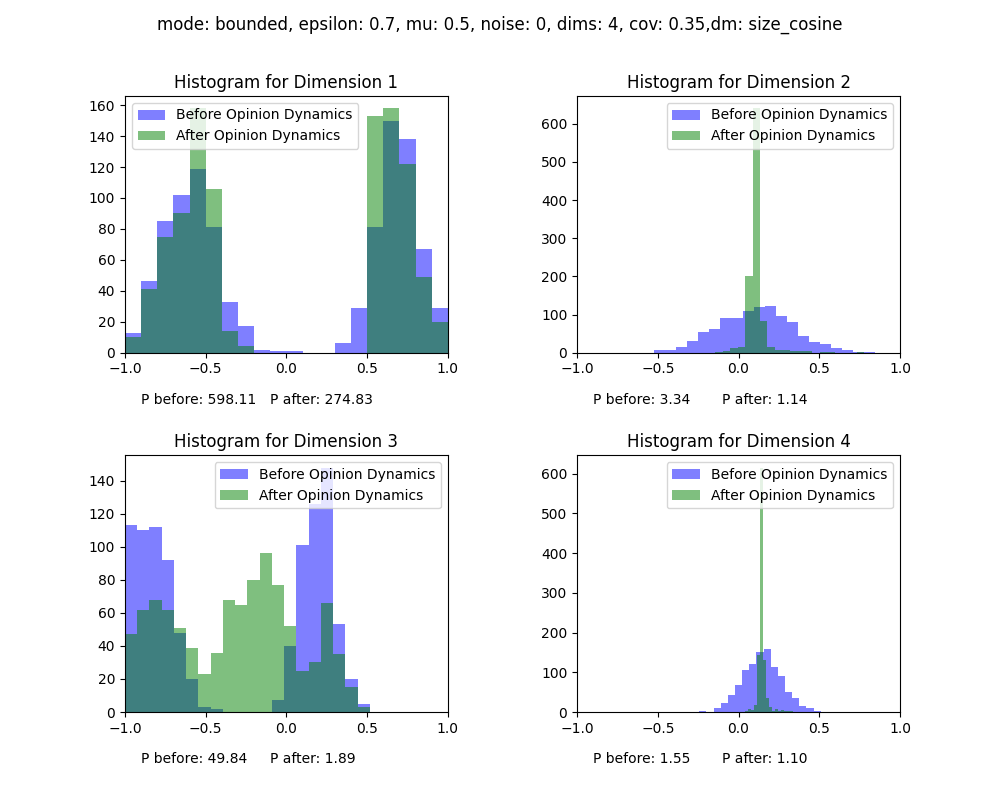 mode: bounded, epsilon: 0.7, mu: 0.5, noise: 0, dims: 4, cov: 0.35,dm: size_cosine
Histogram for Dimension 1
Before Opinion Dynamics
After Opinion Dynamics
160
140
120
100
80
60
40
20
0
−1.0 −0.5 0.0 0.5 1.0
P before: 598.11 P after: 274.83
Histogram for Dimension 2
Before Opinion Dynamics
After Opinion Dynamics
600
500
400
300
200
100
0
−1.0 −0.5 0.0 0.5 1.0
P before: 3.34 P after: 1.14
Histogram for Dimension 3
Before Opinion Dynamics
After Opinion Dynamics
140
120
100
80
60
40
20
0
−1.0 −0.5 0.0 0.5 1.0
P before: 49.84 P after: 1.89
Histogram for Dimension 4
Before Opinion Dynamics
After Opinion Dynamics
600
500
400
300
200
100
0
−1.0 −0.5 0.0 0.5 1.0
P before: 1.55 P after: 1.10